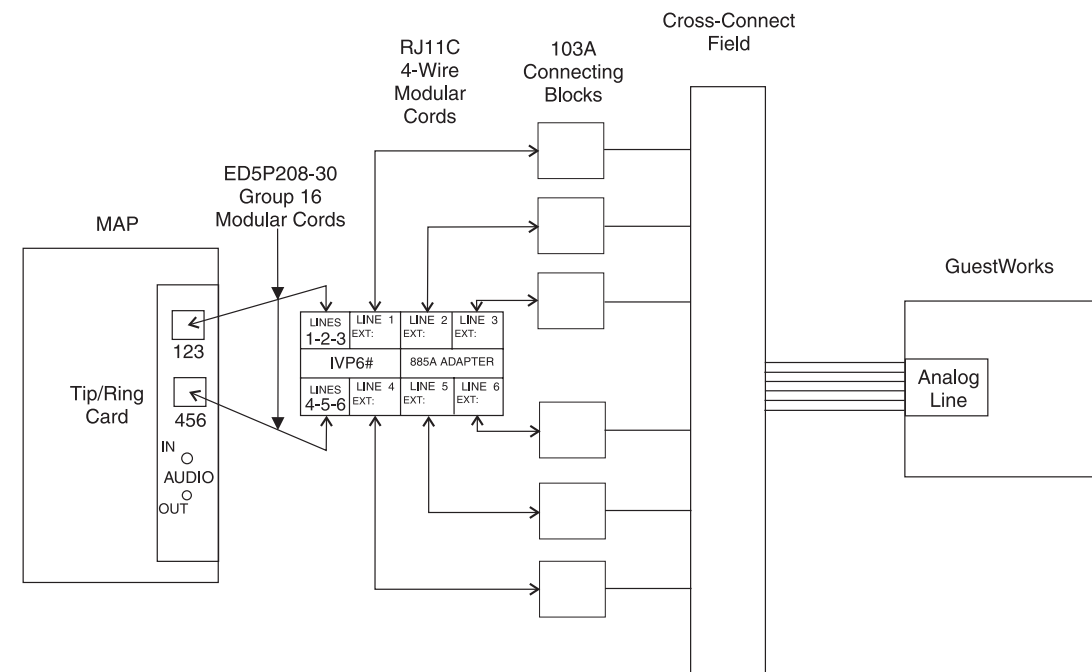 Cross-Connect
Field
RJ11C
4-Wire
Modular
Cords
103A
Connecting
Blocks
ED5P208-30
Group 16
Modular Cords
MAP
GuestWorks
LINES
1-2-3
LINE 1
EXT:
LINE 2
EXT:
LINE 3
EXT:
123
IVP6#
885A ADAPTER
Tip/Ring
Card
LINES
4-5-6
LINE 4
EXT:
LINE 5
EXT:
LINE 6
EXT:
456
IN
AUDIO
OUT
Analog
Line